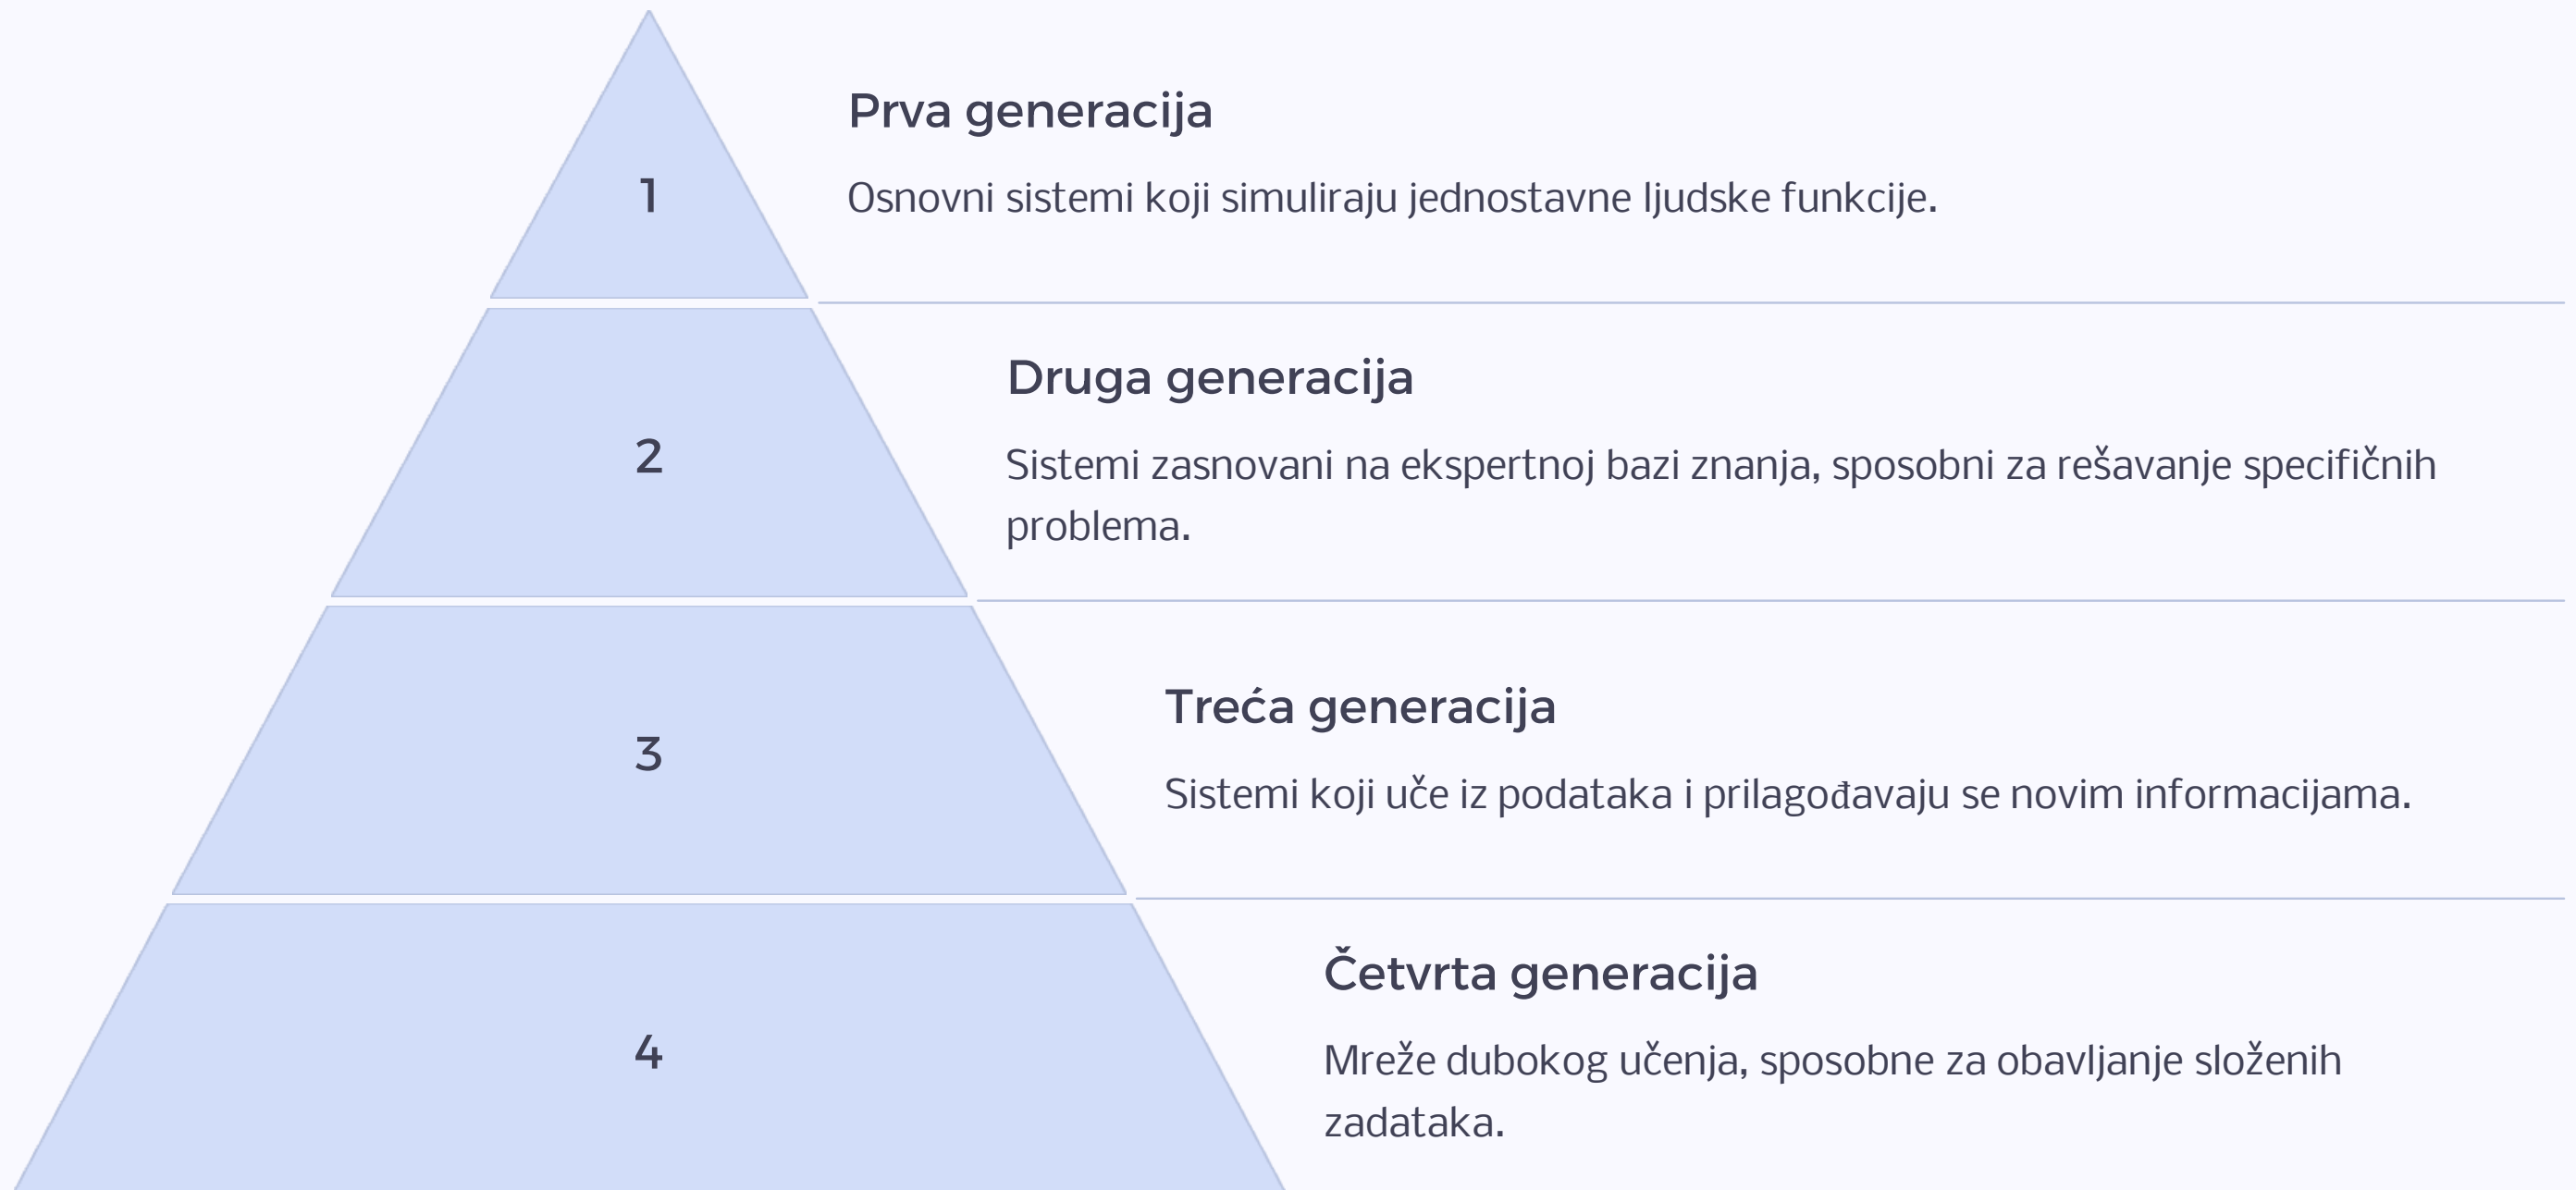 1
Prva generacija
Osnovni sistemi koji simuliraju jednostavne ljudske funkcije.
2
Druga generacija
Sistemi zasnovani na ekspertnoj bazi znanja, sposobni za rešavanje specifičnih
problema.
3
Treća generacija
Sistemi koji uče iz podataka i prilagođavaju se novim informacijama.
4
Četvrta generacija
Mreže dubokog učenja, sposobne za obavljanje složenih
zadataka.